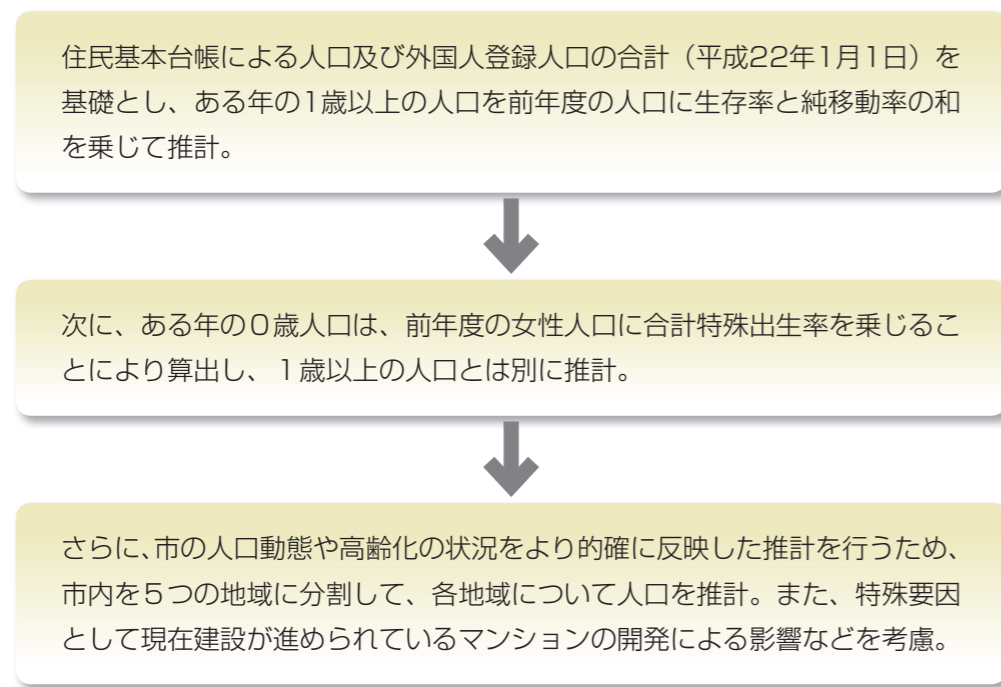 住民基本台帳による人口及び外国人登録人口の合計（平成22年1月1日）を
基礎とし、ある年の1歳以上の人口を前年度の人口に生存率と純移動率の和
を乗じて推計。
次に、ある年の０歳人口は、前年度の女性人口に合計特殊出生率を乗じるこ
とにより算出し、１歳以上の人口とは別に推計。
さらに、市の人口動態や高齢化の状況をより的確に反映した推計を行うため、
市内を５つの地域に分割して、各地域について人口を推計。また、特殊要因
として現在建設が進められているマンションの開発による影響などを考慮。